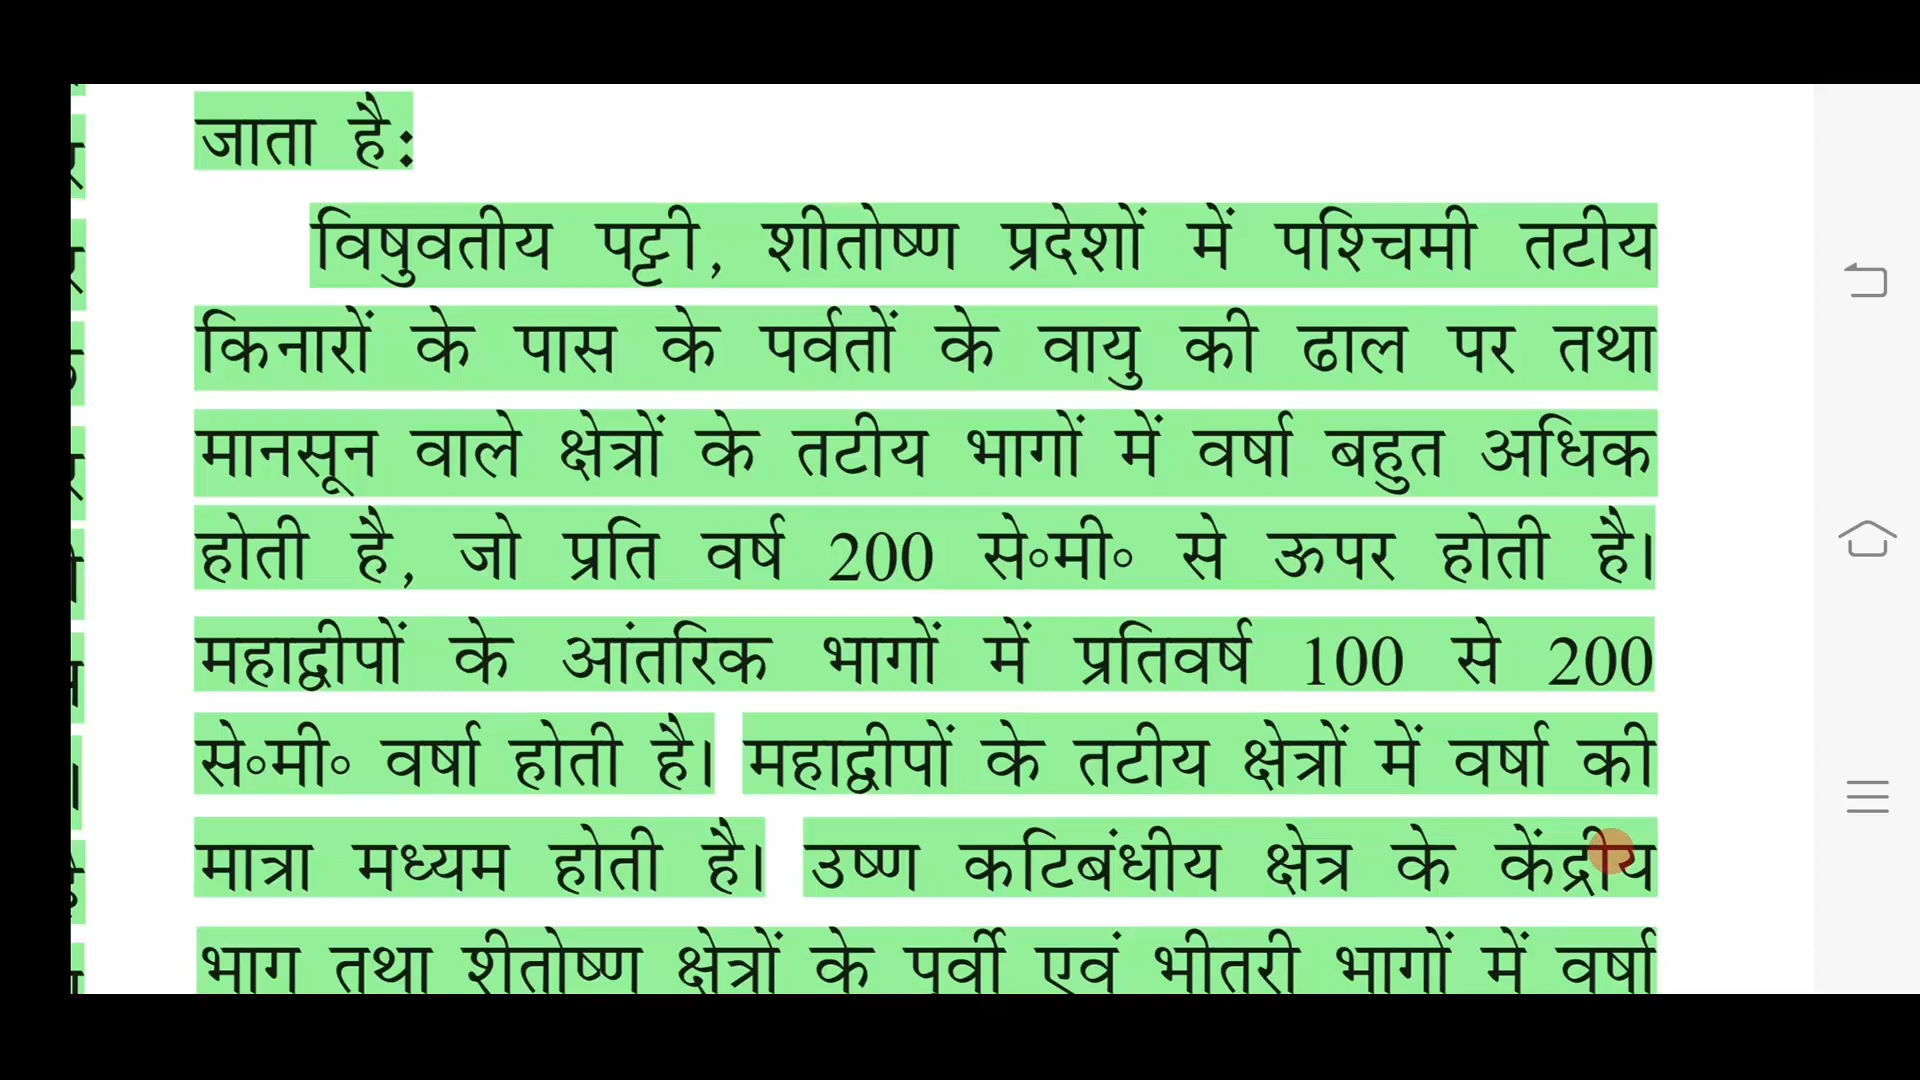 जाता है:
विषुवतीय पट्टी, शीतोष्ण प्रदेशों में पश्चिमी तटीय
किनारों के पास के पर्वतों के वायु की ढाल पर तथा
मानसून वाले क्षेत्रों के तटीय भागों में वर्षा बहुत अधिक
होती है, जो प्रति वर्ष 200 से॰मी॰ से ऊपर होती है।
महाद्वीपों के आंतरिक भागों में प्रतिवर्ष 100 से 200
से॰मी॰ वर्षा होती है। महाद्वीपों के तटीय क्षेत्रों में वर्षा की
मात्रा मध्यम होती है। उष्ण कटिबंधीय क्षेत्र के केंद्रीय
भाग तथा शीतोष्ण क्षेत्रों के पूर्वी एवं भीतरी भागों में वर्षा